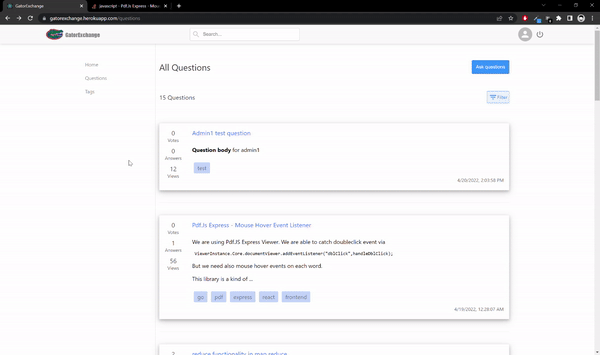 GatorExchange
javascript - Pdf.Js Express - Mous
gatorexchange.herokuapp.com/questions
GatorExchange
Search...
Home
Questions
Tags
All Questions
Ask questions
15 Questions
Filter
0
Votes
0
Answers
12
Views
Admin1 test question
Question body for admin1
test
4/26/2022, 2:03:58 PM
0
Votes
1
Answers
56
Views
Pdf.Js Express - Mouse Hover Event Listener
We are using Pdf.JS Express Viewer. We are able to catch doubleclick event via
ViewerInstance.Core.documentViewer.addEventListener("dblClick",handleDblClick);
But we need also mouse hover events on each word.
This library is a kind of ...
go
pdf
express
react
frontend
4/19/2022, 12:28:07 AM
reduce functionality in map reduce